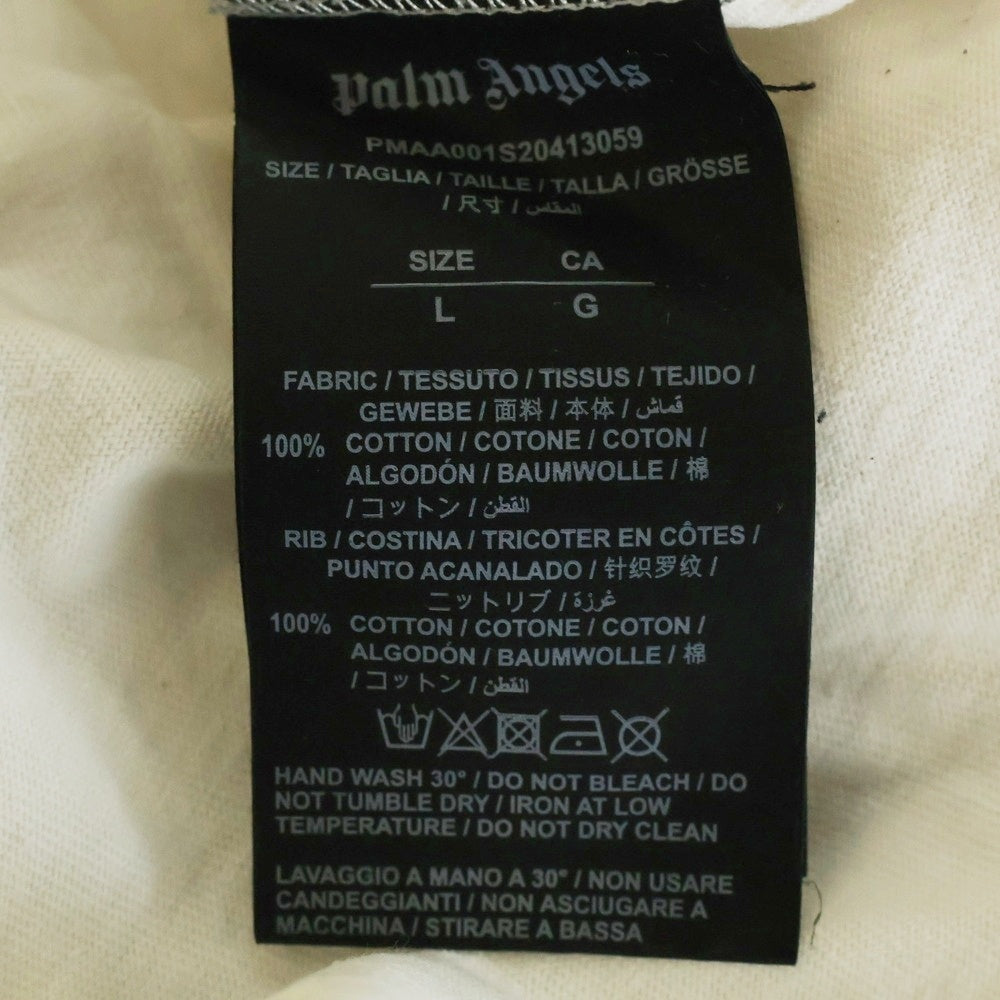 Palm Angels
PMAA001S20413059
SIZE / TAGLIA / TAILLE / TALLA / GRÖSSE
/ 尺寸 / المقاس
SIZE CA
L G
FABRIC / TESSUTO / TISSUS / TEJIDO /
GEWEBE / 面料 / 本体 / قماش
100% COTTON / COTONE / COTON /
ALGODÓN / BAUMWOLLE / 棉
/ コットン / القطن
RIB / COSTINA / TRICOTER EN CÔTES /
PUNTO ACANALADO / 针织罗纹 /
ニットリブ / غرزة
100% COTTON / COTONE / COTON /
ALGODÓN / BAUMWOLLE / 棉
/ コットン / القطن
HAND WASH 30° / DO NOT BLEACH / DO
NOT TUMBLE DRY / IRON AT LOW
TEMPERATURE / DO NOT DRY CLEAN
LAVAGGIO A MANO A 30° / NON USARE
CANDEGGIANTI / NON ASCIUGARE A
MACCHINA / STIRARE A BASSA